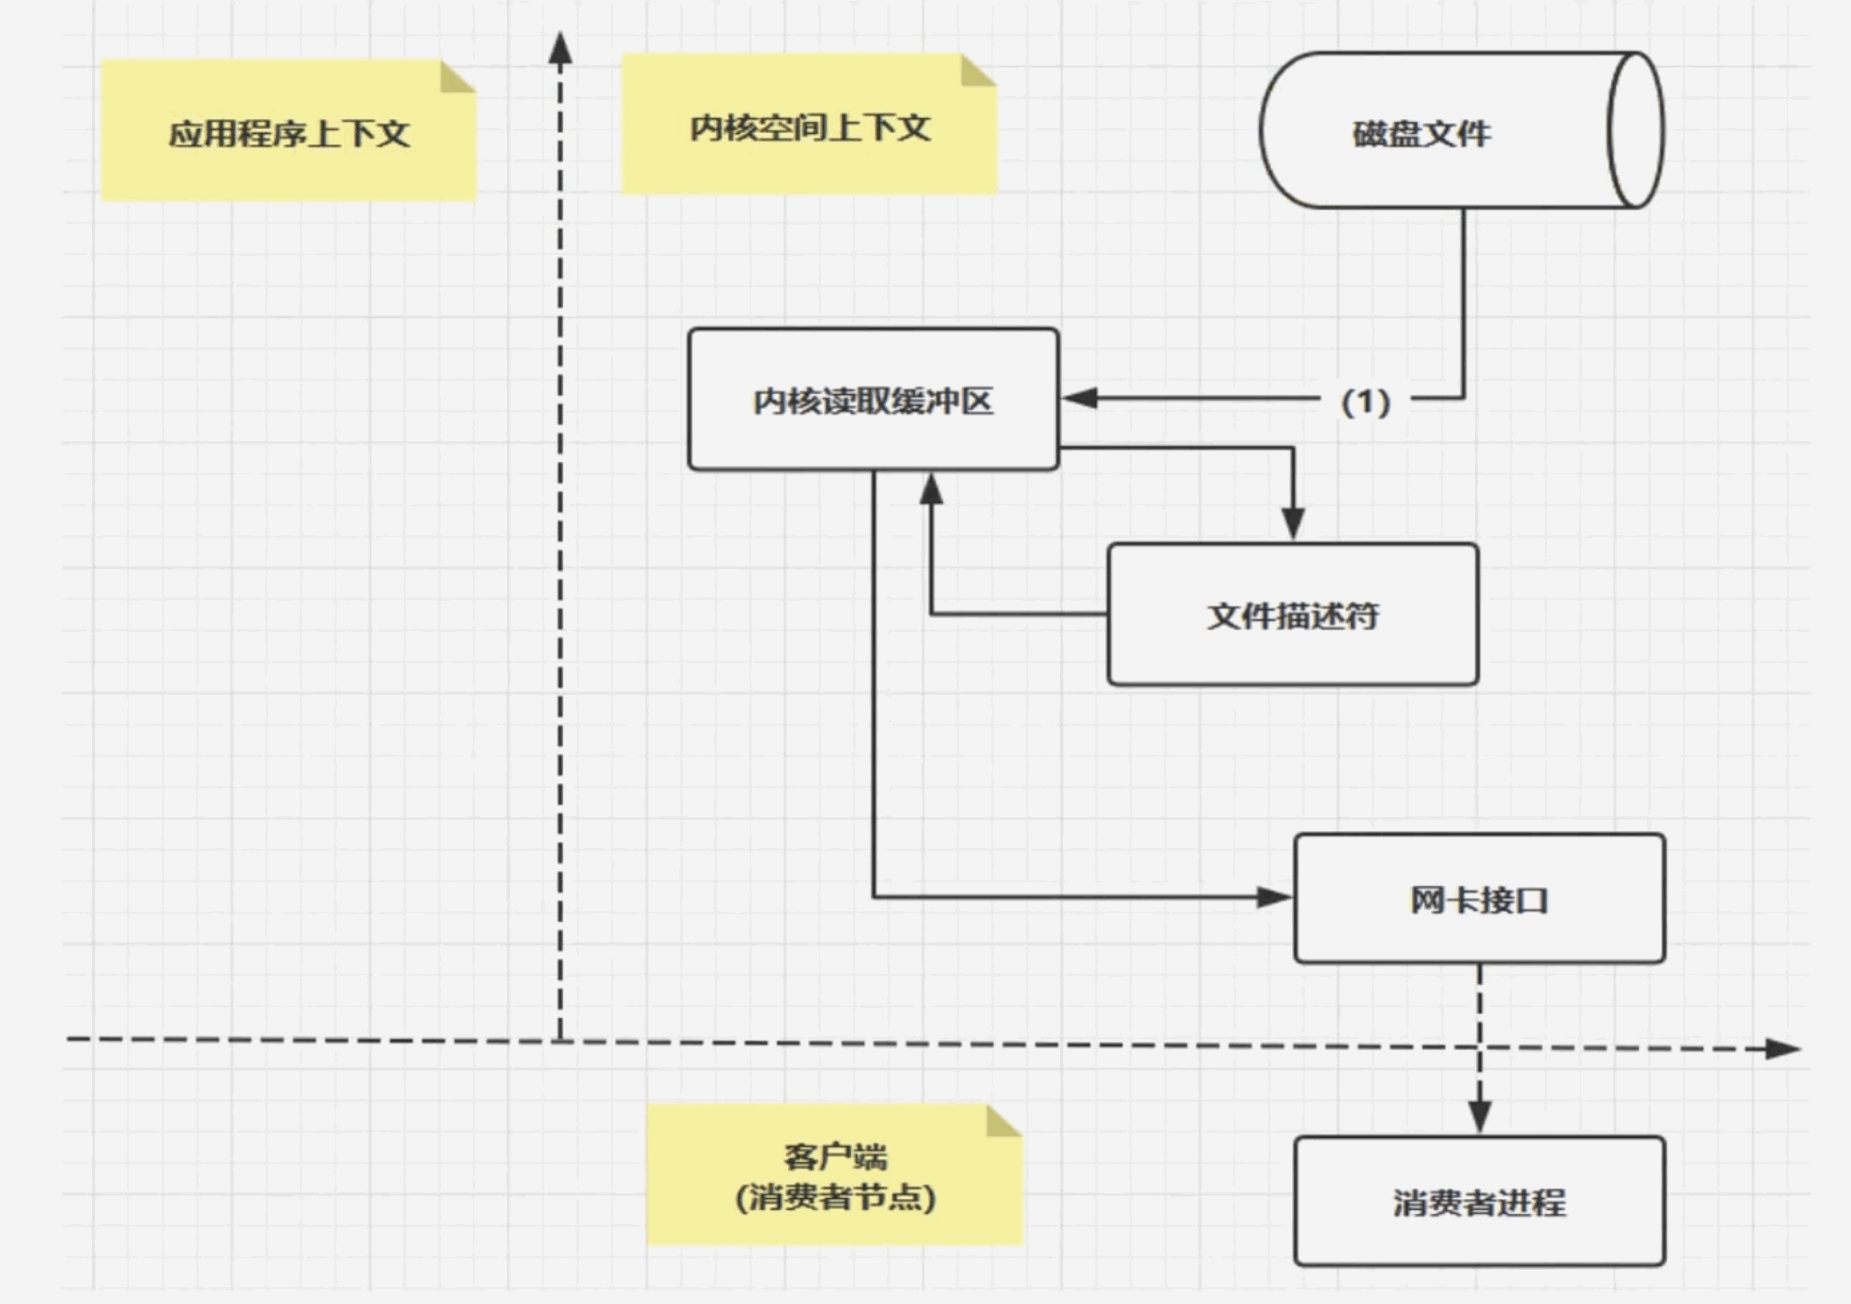 应用程序上下文
内核空间上下文
磁盘文件
内核读取缓冲区
(1)
文件描述符
网卡接口
客户端
(消费者节点)
消费者进程